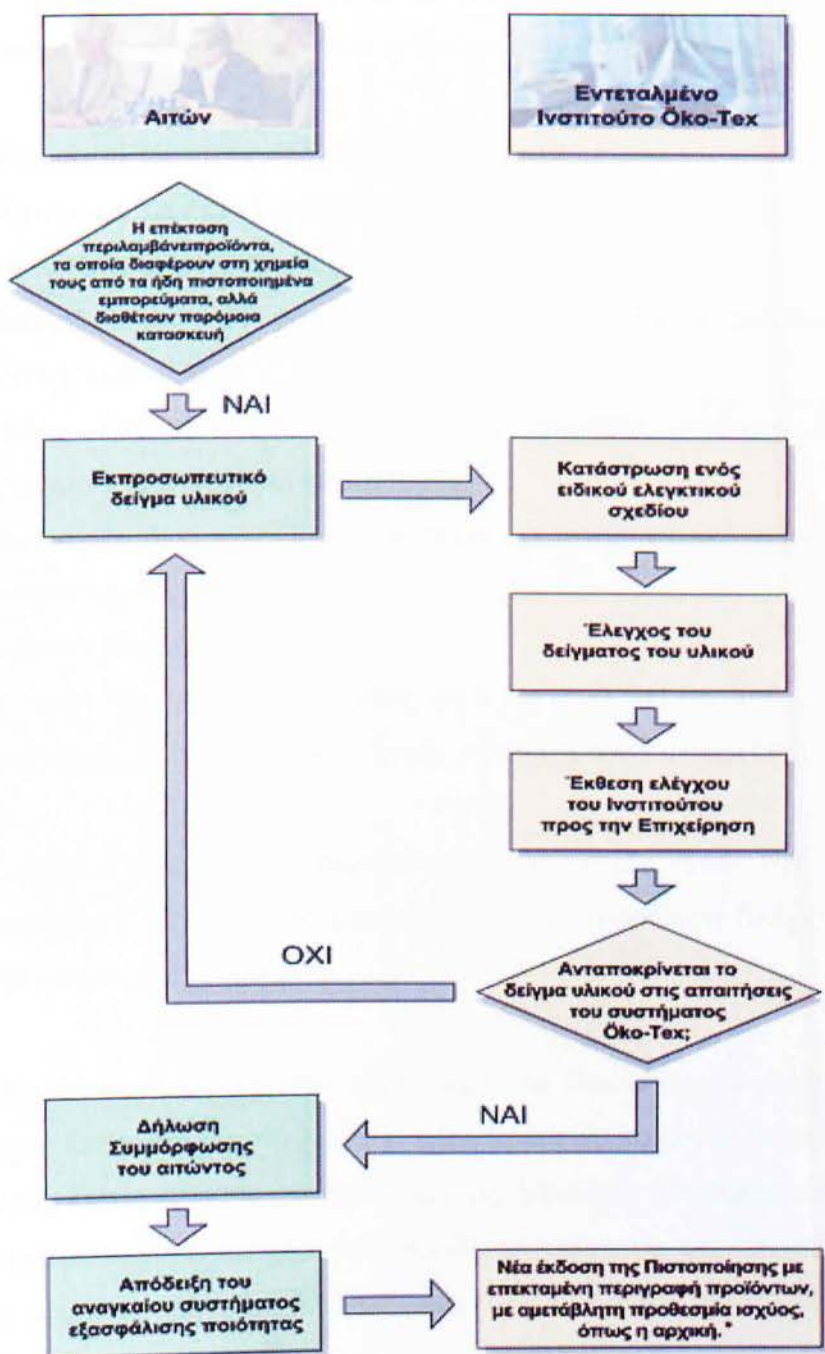 Αιτών
Εντεταλμένο
Ινστιτούτο Öko-Tex
Η επέκταση
περιλαμβάνειπροϊόντα,
τα οποία διαφέρουν στη χημεία
τους από τα ήδη πιστοποιημένα
εμπορεύματα, αλλά
διαθέτουν παρόμοια
κατασκευή
ΝΑΙ
Εκπροσωπευτικό
δείγμα υλικού
Κατάστρωση ενός
ειδικού ελεγκτικού
σχεδίου
Έλεγχος του
δείγματος του υλικού
Έκθεση ελέγχου
του Ινστιτούτου
προς την Επιχείρηση
ΟΧΙ
Ανταποκρίνεται το
δείγμα υλικού στις απαιτήσεις
του συστήματος
Öko-Tex;
ΝΑΙ
Δήλωση
Συμμόρφωσης
του αιτώντος
Απόδειξη του
αναγκαίου συστήματος
εξασφάλισης ποιότητας
Νέα έκδοση της Πιστοποίησης με
επεκταμένη περιγραφή προϊόντων,
με αμετάβλητη προθεσμία ισχύος,
όπως η αρχική.*